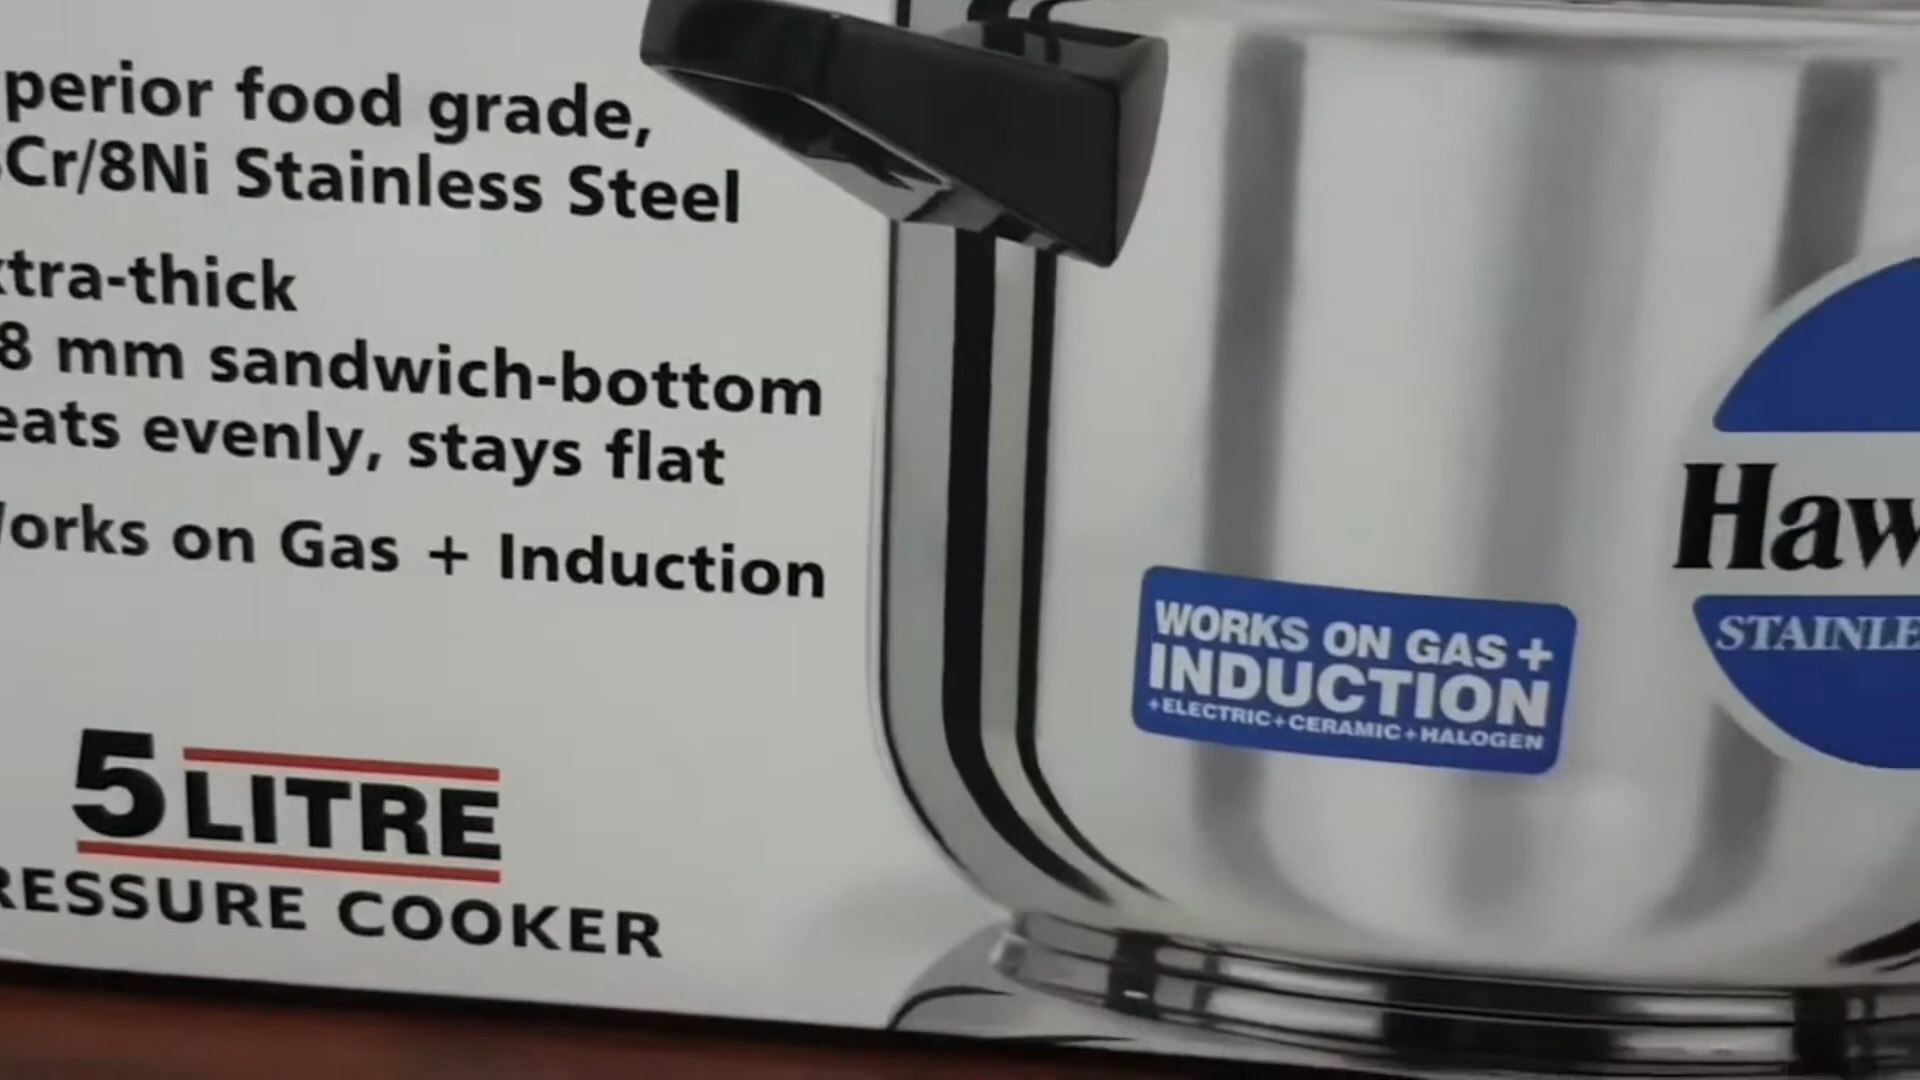 perior food grade,
Cr/8Ni Stainless Steel
tra-thick
8 mm sandwich-bottom
eats evenly, stays flat
orks on Gas + Induction
5 LITRE
RESSURE COOKER
WORKS ON GAS +
INDUCTION
+ELECTRIC+CERAMIC+HALOGEN
Haw
STAINLE